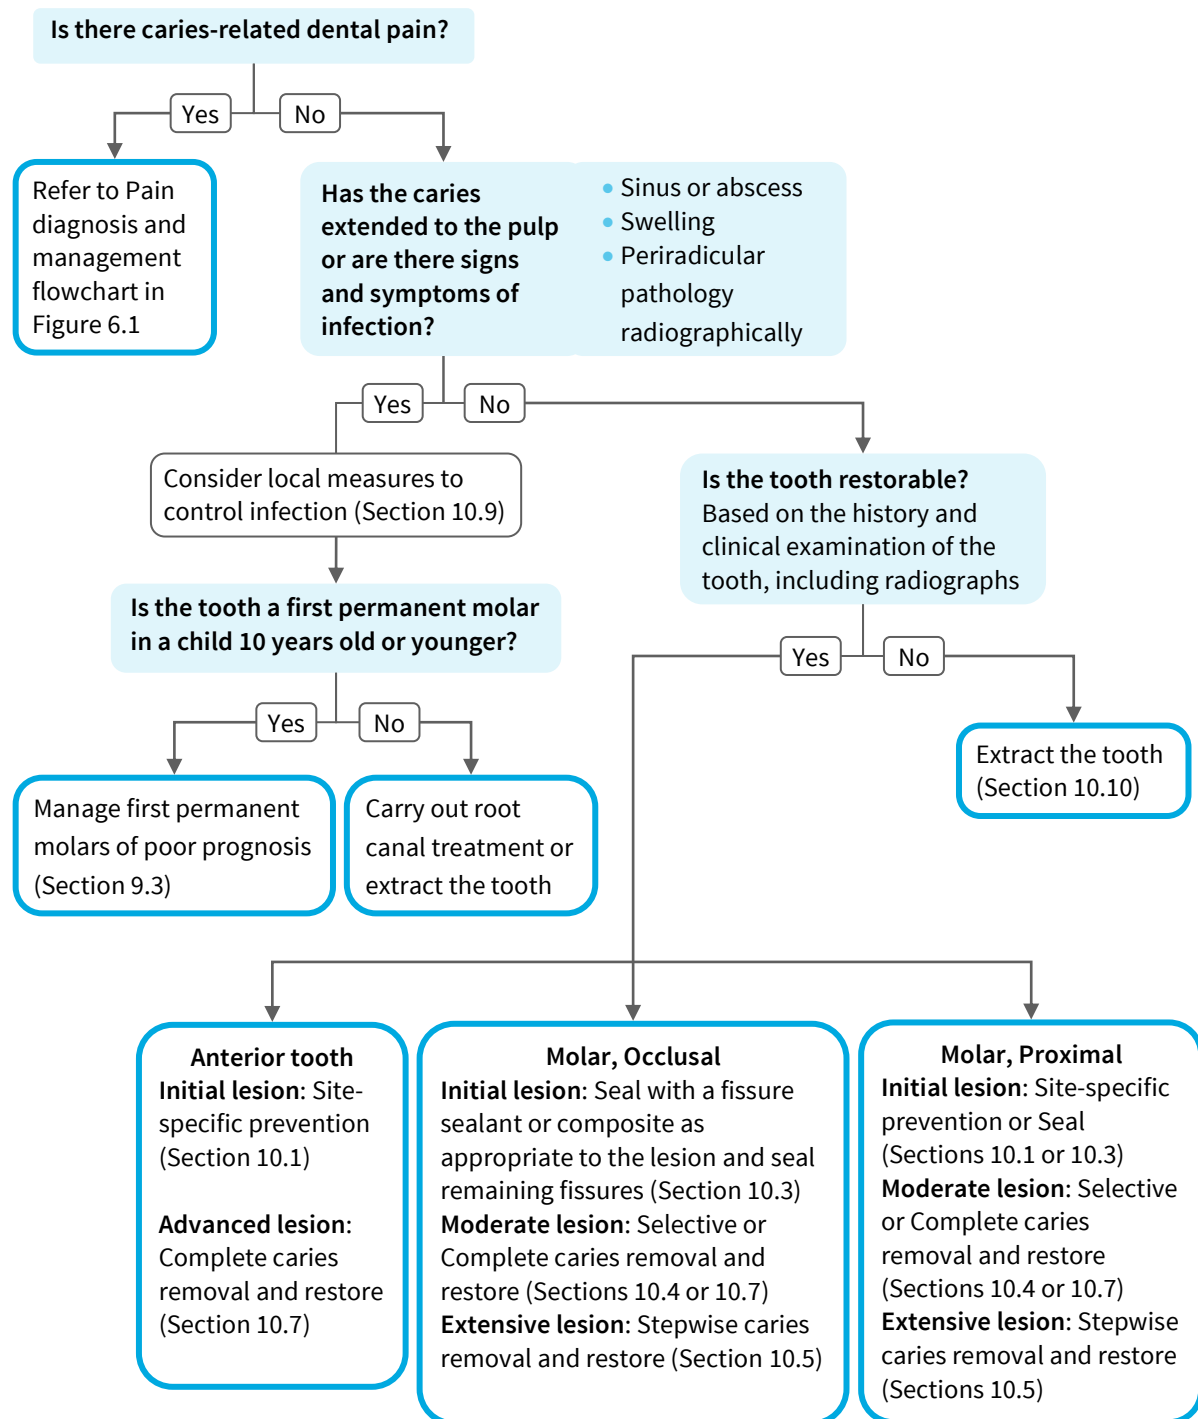 Is there caries-related dental pain?
Yes
No
Refer to Pain
diagnosis and
management
flowchart in
Figure 6.1
Has the caries
extended to the pulp
or are there signs
and symptoms of
infection?
• Sinus or abscess
• Swelling
• Periradicular
pathology
radiographically
Yes
No
Consider local measures to
control infection (Section 10.9)
Is the tooth restorable?
Based on the history and
clinical examination of the
tooth, including radiographs
Is the tooth a first permanent molar
in a child 10 years old or younger?
Yes
No
Yes
No
Manage first permanent
molars of poor prognosis
(Section 9.3)
Carry out root
canal treatment or
extract the tooth
Extract the tooth
(Section 10.10)
Anterior tooth
Initial lesion: Site-
specific prevention
(Section 10.1)
Advanced lesion:
Complete caries
removal and restore
(Section 10.7)
Molar, Occlusal
Initial lesion: Seal with a fissure
sealant or composite as
appropriate to the lesion and seal
remaining fissures (Section 10.3)
Moderate lesion: Selective or
Complete caries removal and
restore (Sections 10.4 or 10.7)
Extensive lesion: Stepwise caries
removal and restore (Section 10.5)
Molar, Proximal
Initial lesion: Site-specific
prevention or Seal
(Sections 10.1 or 10.3)
Moderate lesion: Selective
or Complete caries
removal and restore
(Sections 10.4 or 10.7)
Extensive lesion: Stepwise
caries removal and restore
(Sections 10.5)